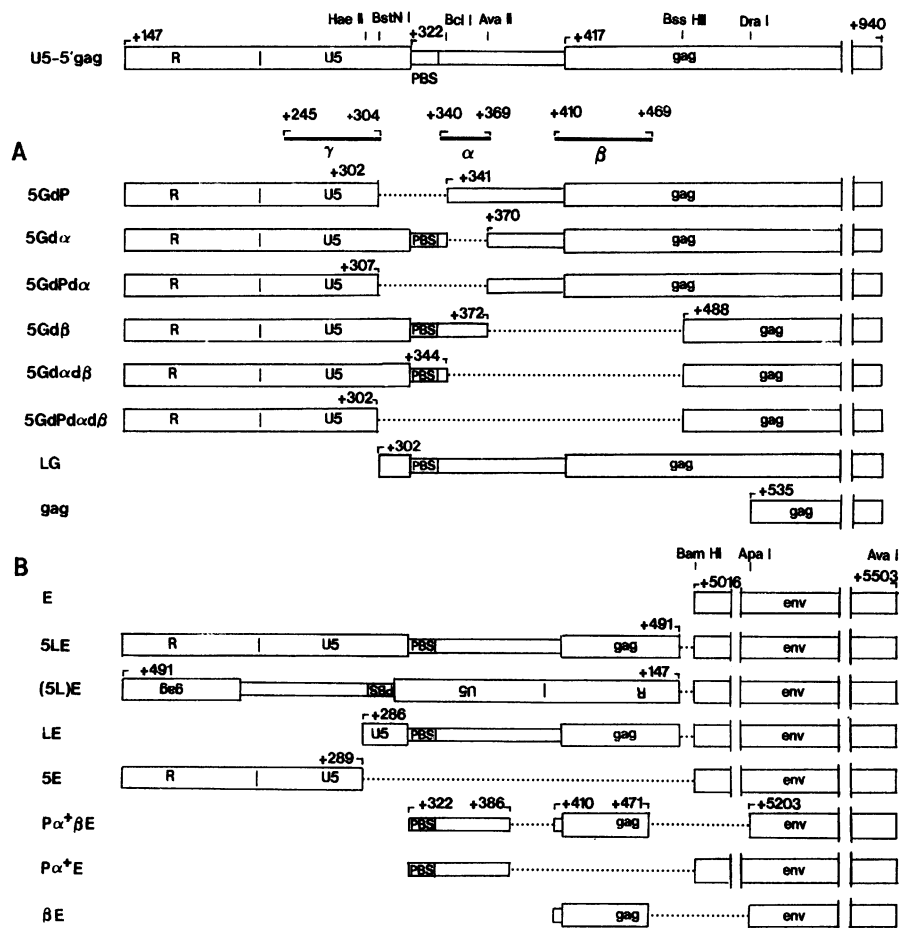 Hae II BstN I Bcl I Ava II Bss HII Dra I
+147 +322 +417 +940
U5-5'gag R U5 gag
PBS
+245 +304 +340 +369 +410 +469
γ α β
A
+302 +341
5GdP R U5 gag
+370
5Gdα R U5 PBS gag
+307
5GdPdα R U5 gag
+372 +488
5Gdβ R U5 PBS gag
+344
5Gdαdβ R U5 PBS gag
+302
5GdPdαdβ R U5 gag
+302
LG PBS gag
+535
gag gag
B
Bam HI Apa I Ava I
+5016 +5503
E env
+491
5LE R U5 PBS gag env
+491 +147
(5L)E gag PBS U5 R env
+286
LE U5 PBS gag env
+289
5E R U5 env
+322 +386 +410 +471 +5203
Pα⁺βE PBS gag env
Pα⁺E PBS env
βE gag env